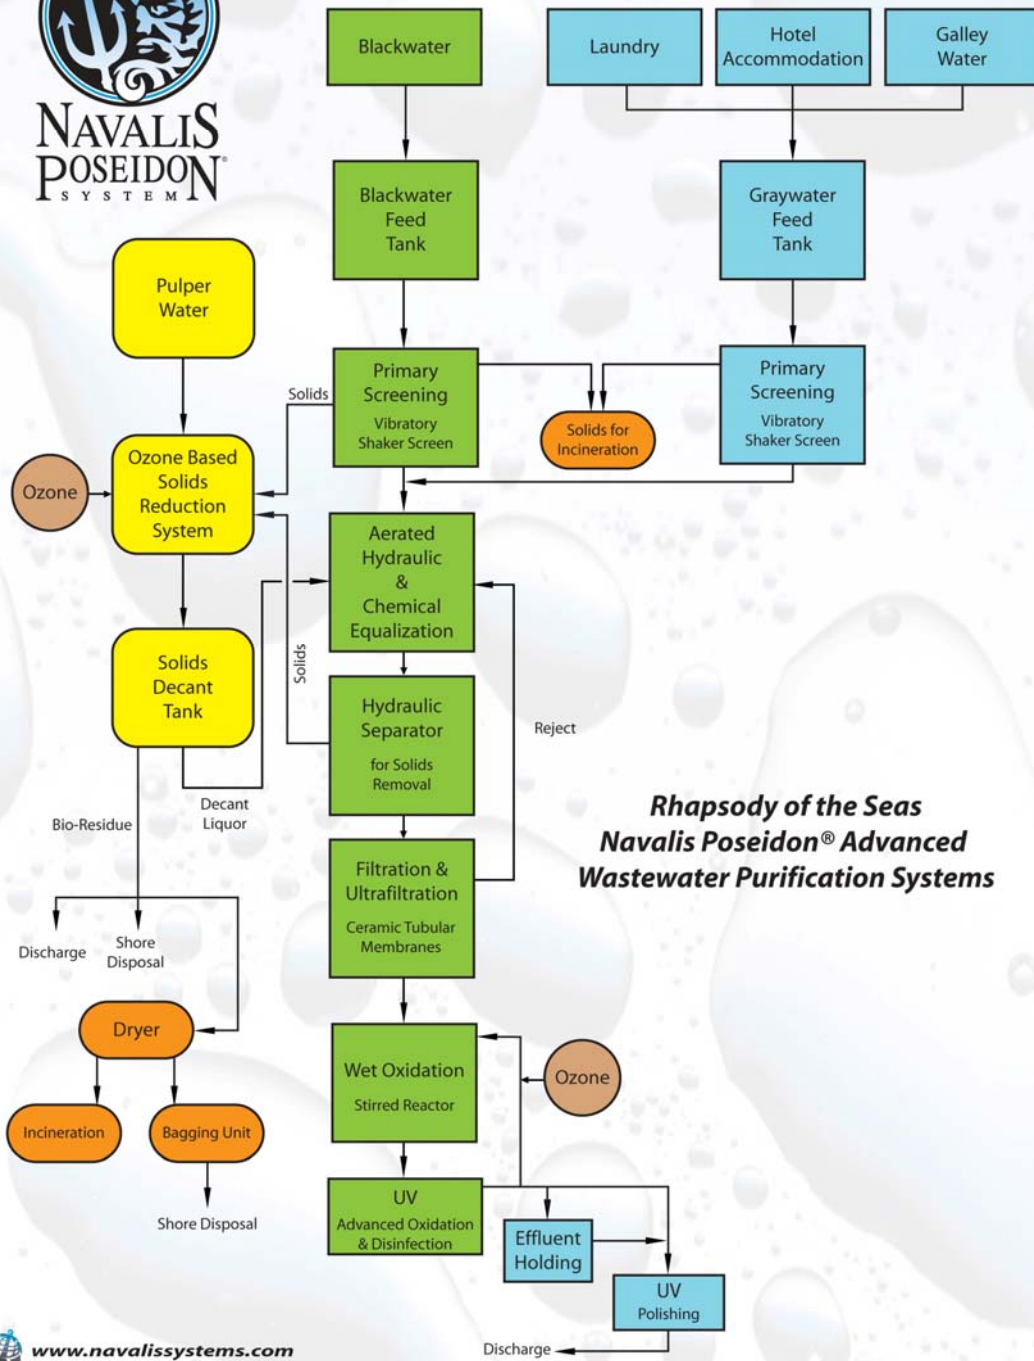 NAVALIS
POSEIDON®
SYSTEM
Blackwater
Laundry
Hotel
Accommodation
Galley
Water
Blackwater
Feed
Tank
Graywater
Feed
Tank
Pulper
Water
Primary
Screening
Vibratory
Shaker Screen
Solids
Solids for
Incineration
Primary
Screening
Vibratory
Shaker Screen
Ozone
Ozone Based
Solids
Reduction
System
Aerated
Hydraulic
&
Chemical
Equalization
Solids
Decant
Tank
Solids
Hydraulic
Separator
for Solids
Removal
Reject
Bio-Residue
Decant
Liquor
Rhapsody of the Seas
Navalis Poseidon® Advanced
Wastewater Purification Systems
Filtration &
Ultrafiltration
Ceramic Tubular
Membranes
Discharge
Shore
Disposal
Dryer
Wet Oxidation
Stirred Reactor
Ozone
Incineration
Bagging Unit
Shore Disposal
UV
Advanced Oxidation
& Disinfection
Effluent
Holding
UV
Polishing
Discharge
www.navalissystems.com